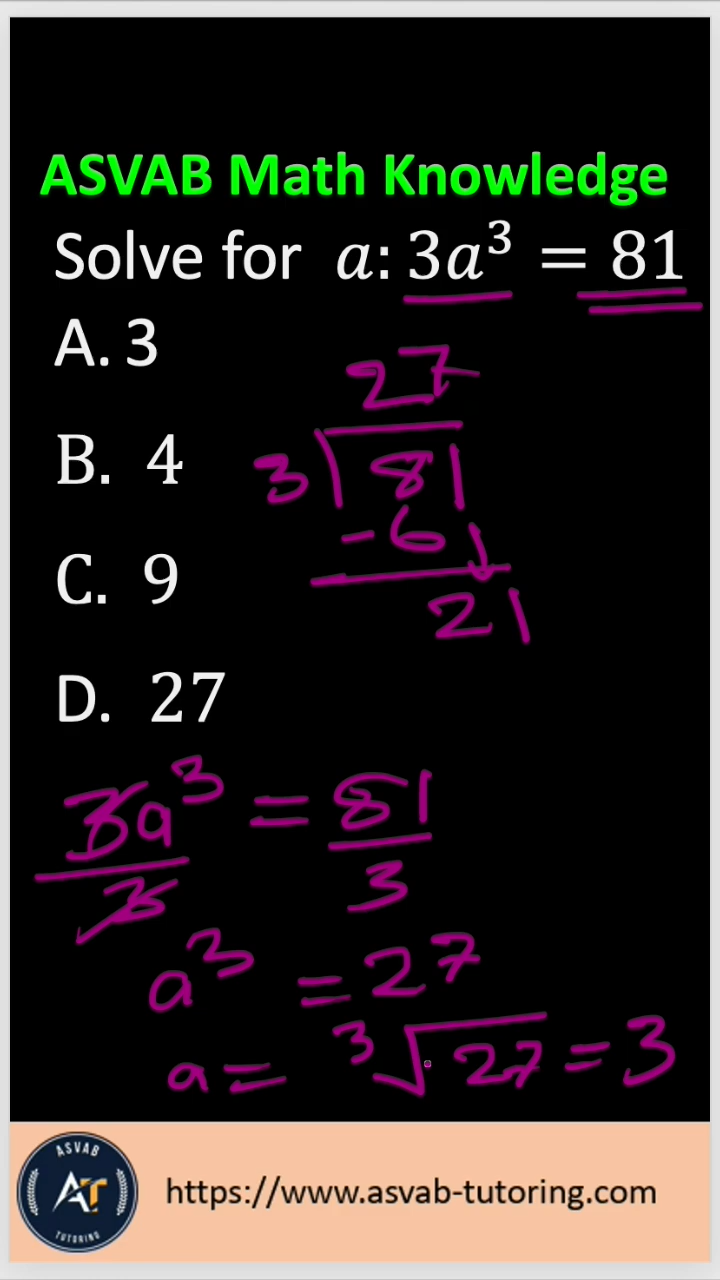 ASVAB Math Knowledge
Solve for a: 3a³ = 81
A. 3
B. 4
C. 9
D. 27
27
3 81
-6
21
3a³ = 81
3 3
a³ = 27
a = ³√27 = 3
ASVAB
AT
TUTORING
https://www.asvab-tutoring.com